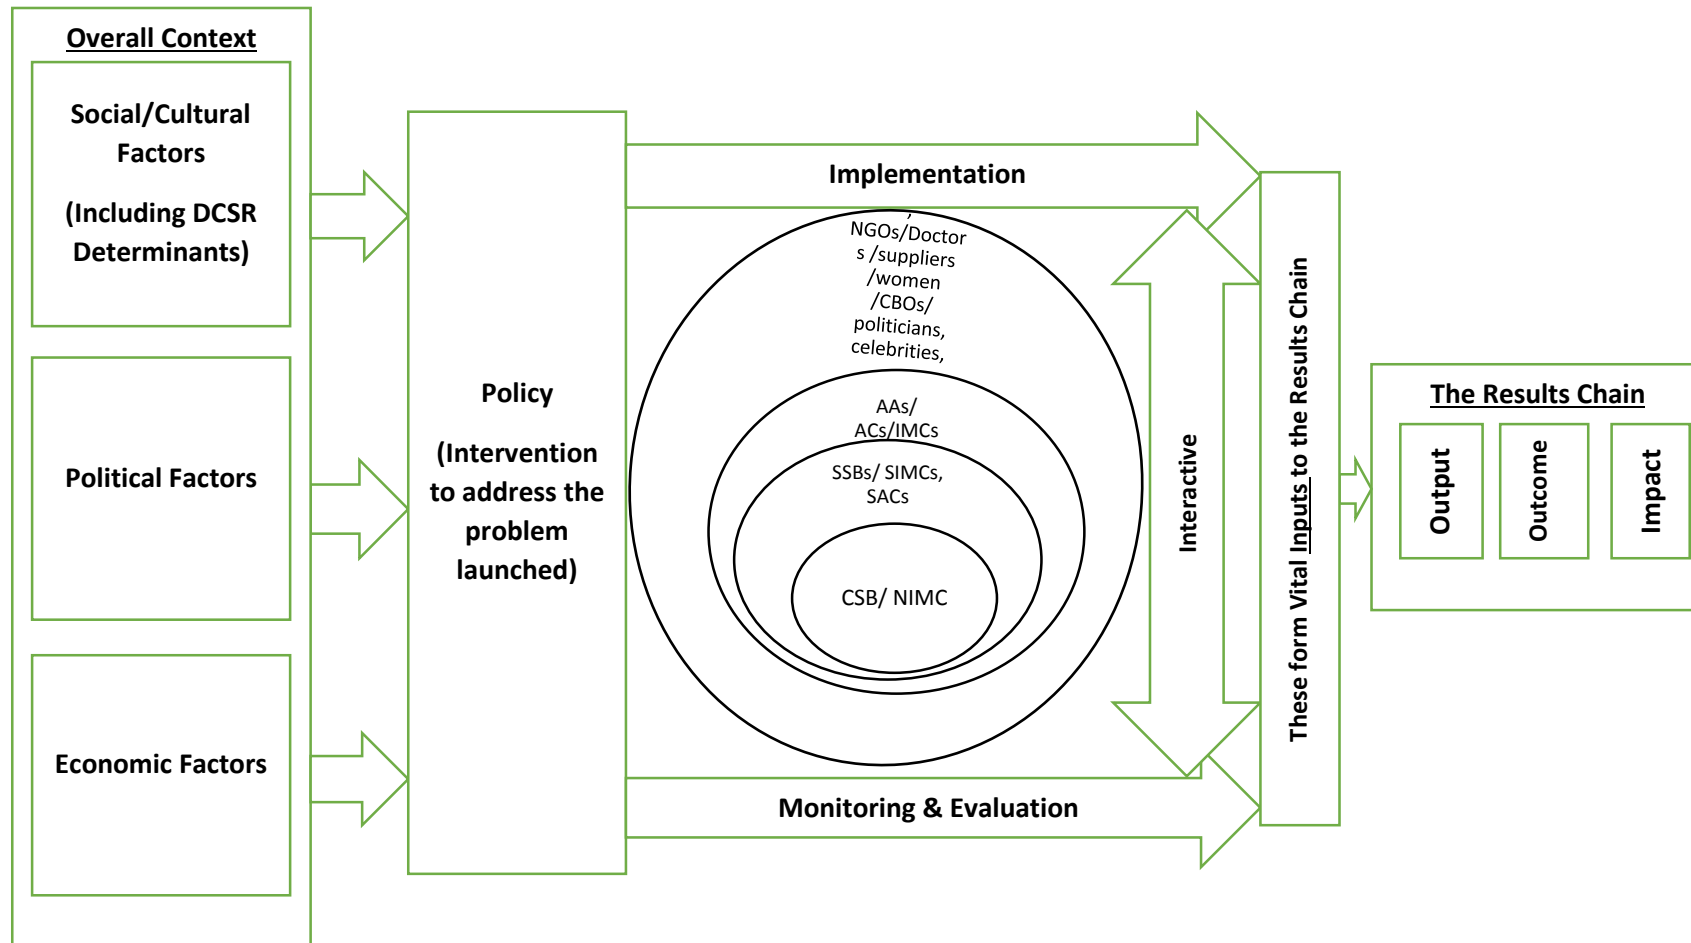 Overall Context
Social/Cultural
Factors
(Including DCSR
Determinants)
Political Factors
Economic Factors
Policy
(Intervention
to address the
problem
launched)
Implementation
,
NGOs/Doctor
s /suppliers
/women
/CBOs/
politicians,
celebrities,
AAs/
ACs/IMCs
SSBs/ SIMCs,
SACs
CSB/ NIMC
Interactive
Monitoring & Evaluation
These form Vital Inputs to the Results Chain
The Results Chain
Output
Outcome
Impact